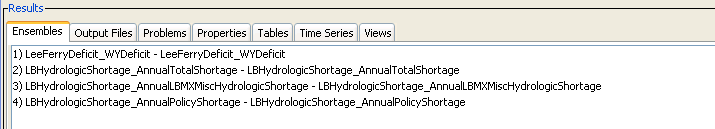 Results
Ensembles Output Files Problems Properties Tables Time Series Views
1) LeeFerryDeficit_WYDeficit - LeeFerryDeficit_WYDeficit
2) LBHydrologicShortage_AnnualTotalShortage - LBHydrologicShortage_AnnualTotalShortage
3) LBHydrologicShortage_AnnualLBMXMiscHydrologicShortage - LBHydrologicShortage_AnnualLBMXMiscHydrologicShortage
4) LBHydrologicShortage_AnnualPolicyShortage - LBHydrologicShortage_AnnualPolicyShortage